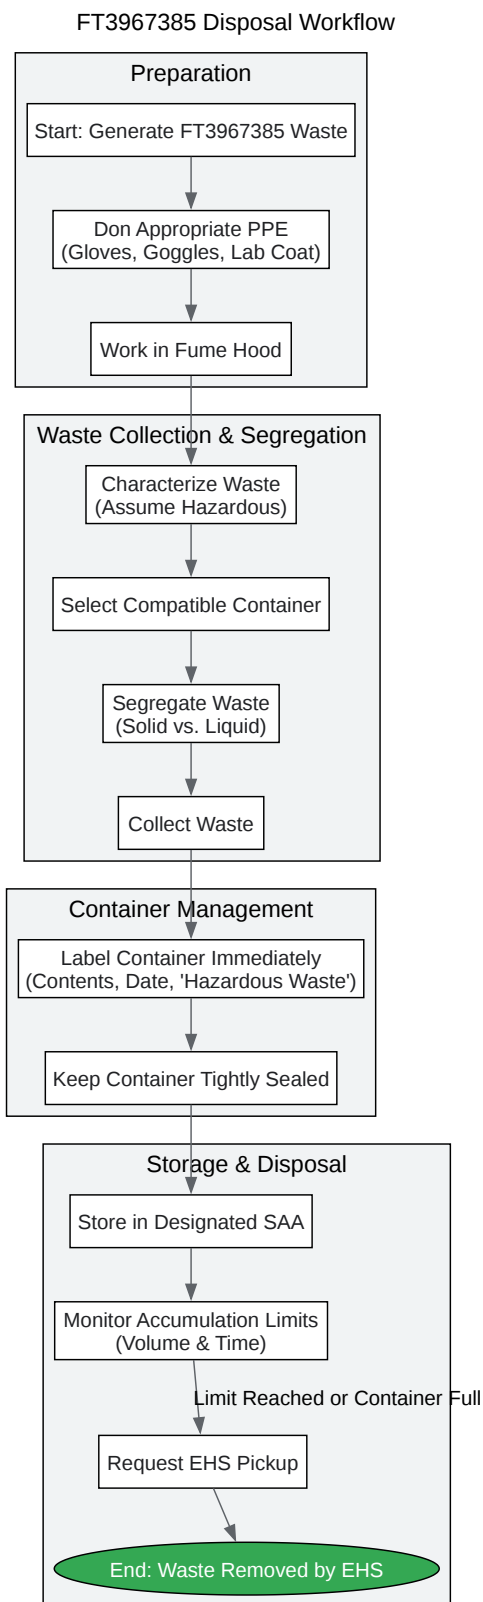 FT3967385 Disposal Workflow
Preparation
Start: Generate FT3967385 Waste
Don Appropriate PPE
(Gloves, Goggles, Lab Coat)
Work in Fume Hood
Waste Collection & Segregation
Characterize Waste
(Assume Hazardous)
Select Compatible Container
Segregate Waste
(Solid vs. Liquid)
Collect Waste
Container Management
Label Container Immediately
(Contents, Date, 'Hazardous Waste')
Keep Container Tightly Sealed
Storage & Disposal
Store in Designated SAA
Monitor Accumulation Limits
(Volume & Time)
Limit Reached or Container Full
Request EHS Pickup
End: Waste Removed by EHS